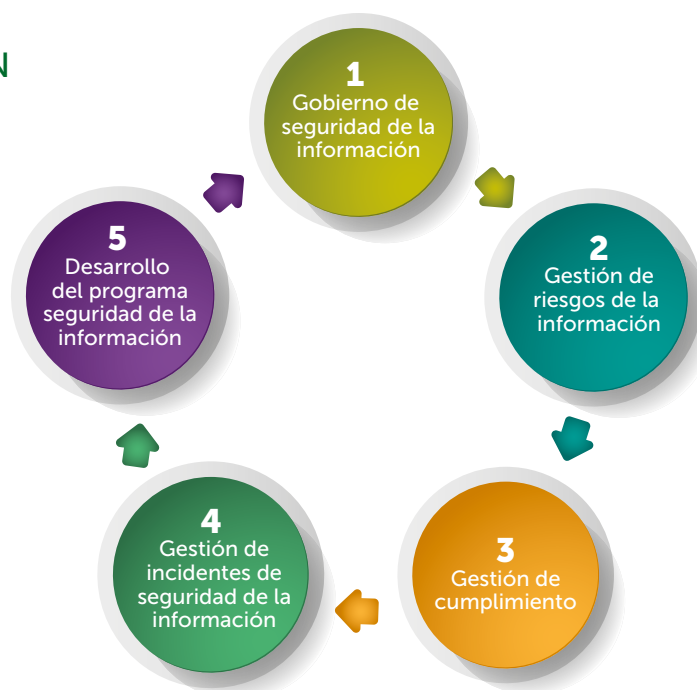 N
1
Gobierno de
seguridad de la
información
2
Gestión de
riesgos de la
información
3
Gestión de
cumplimiento
4
Gestión de
incidentes de
seguridad de la
información
5
Desarrollo
del programa
seguridad de la
información